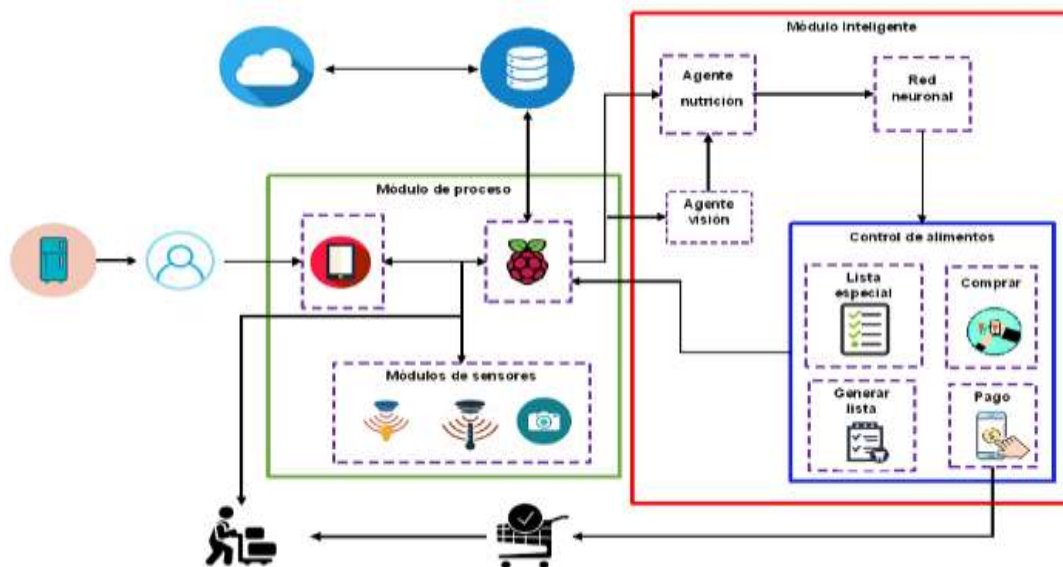 Módulo Inteligente
Agente
nutrición
Red
neuronal
Módulo de proceso
Agente
visión
Control de alimentos
Lista
especial
Comprar
Módulos de sensores
Generar
lista
Pago